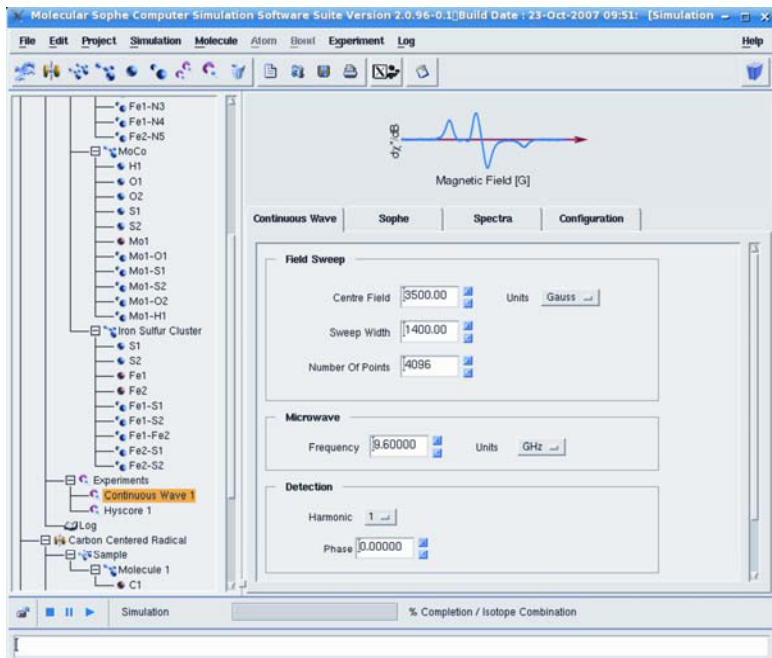 Molecular Sophe Computer Simulation Software Suite Version 2.0.96-0.1▯Build Date : 23-Oct-2007 09:51: [Simulation
File Edit Project Simulation Molecule Atom Bond Experiment Log Help
Fe1-N3
Fe1-N4
Fe2-N5
MoCo
H1
O1
O2
S1
S2
Mo1
Mo1-O1
Mo1-S1
Mo1-S2
Mo1-O2
Mo1-H1
Iron Sulfur Cluster
S1
S2
Fe1
Fe2
Fe1-S1
Fe1-S2
Fe1-Fe2
Fe2-S1
Fe2-S2
Experiments
Continuous Wave 1
Hyscore 1
Log
Carbon Centered Radical
Sample
Molecule 1
C1
dχ"/dB
Magnetic Field [G]
Continuous Wave Sophe Spectra Configuration
Field Sweep
Centre Field 3500.00 Units Gauss
Sweep Width 1400.00
Number Of Points 4096
Microwave
Frequency 9.60000 Units GHz
Detection
Harmonic 1
Phase 0.00000
Simulation % Completion / Isotope Combination